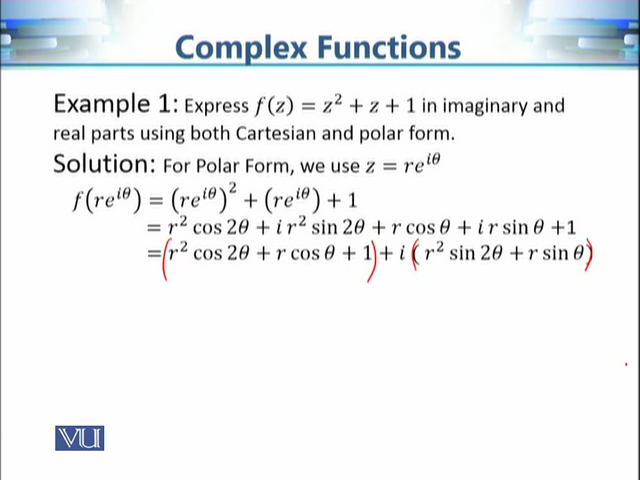 Complex Functions
Example 1: Express f(z) = z² + z + 1 in imaginary and
real parts using both Cartesian and polar form.
Solution: For Polar Form, we use z = re^{iθ}
f(re^{iθ}) = (re^{iθ})² + (re^{iθ}) + 1
= r² cos 2θ + i r² sin 2θ + r cos θ + i r sin θ +1
=(r² cos 2θ + r cos θ + 1) + i ( r² sin 2θ + r sin θ)
VU